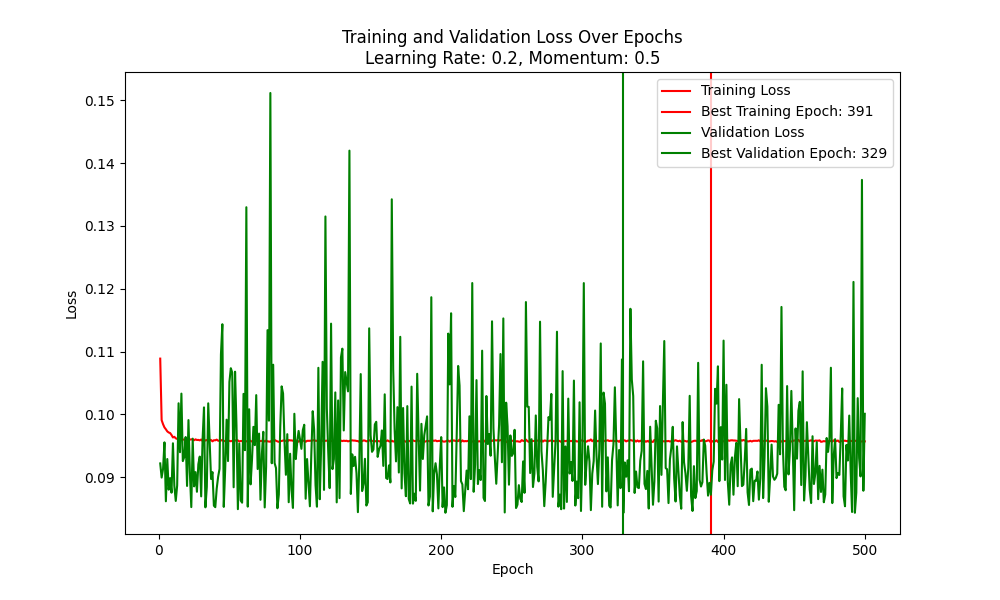 Training and Validation Loss Over Epochs
Learning Rate: 0.2, Momentum: 0.5
Training Loss
Best Training Epoch: 391
Validation Loss
Best Validation Epoch: 329
0.15
0.14
0.13
0.12
0.11
0.10
0.09
Loss
0
100
200
300
400
500
Epoch